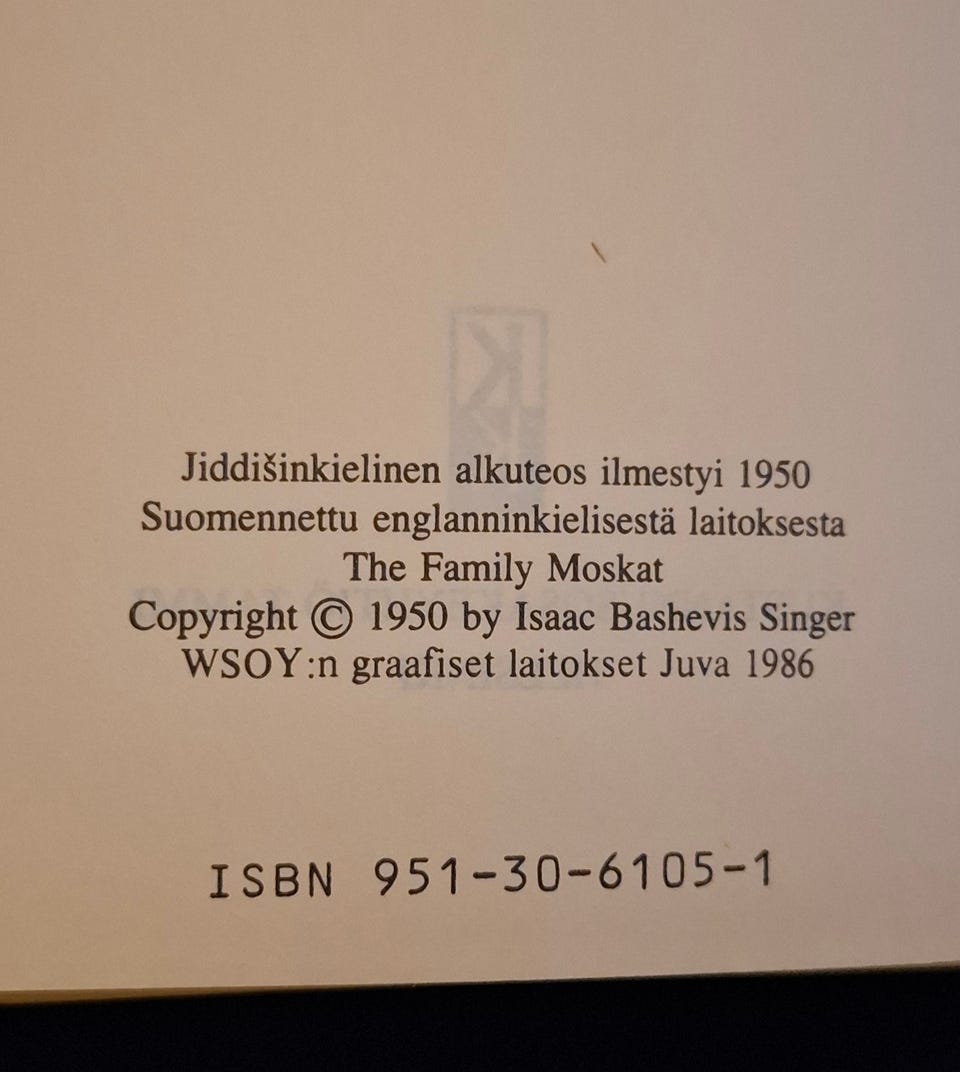 Jiddišinkielinen alkuteos ilmestyi 1950
Suomennettu englanninkielisestä laitoksesta
The Family Moskat
Copyright © 1950 by Isaac Bashevis Singer
WSOY:n graafiset laitokset Juva 1986
ISBN 951-30-6105-1